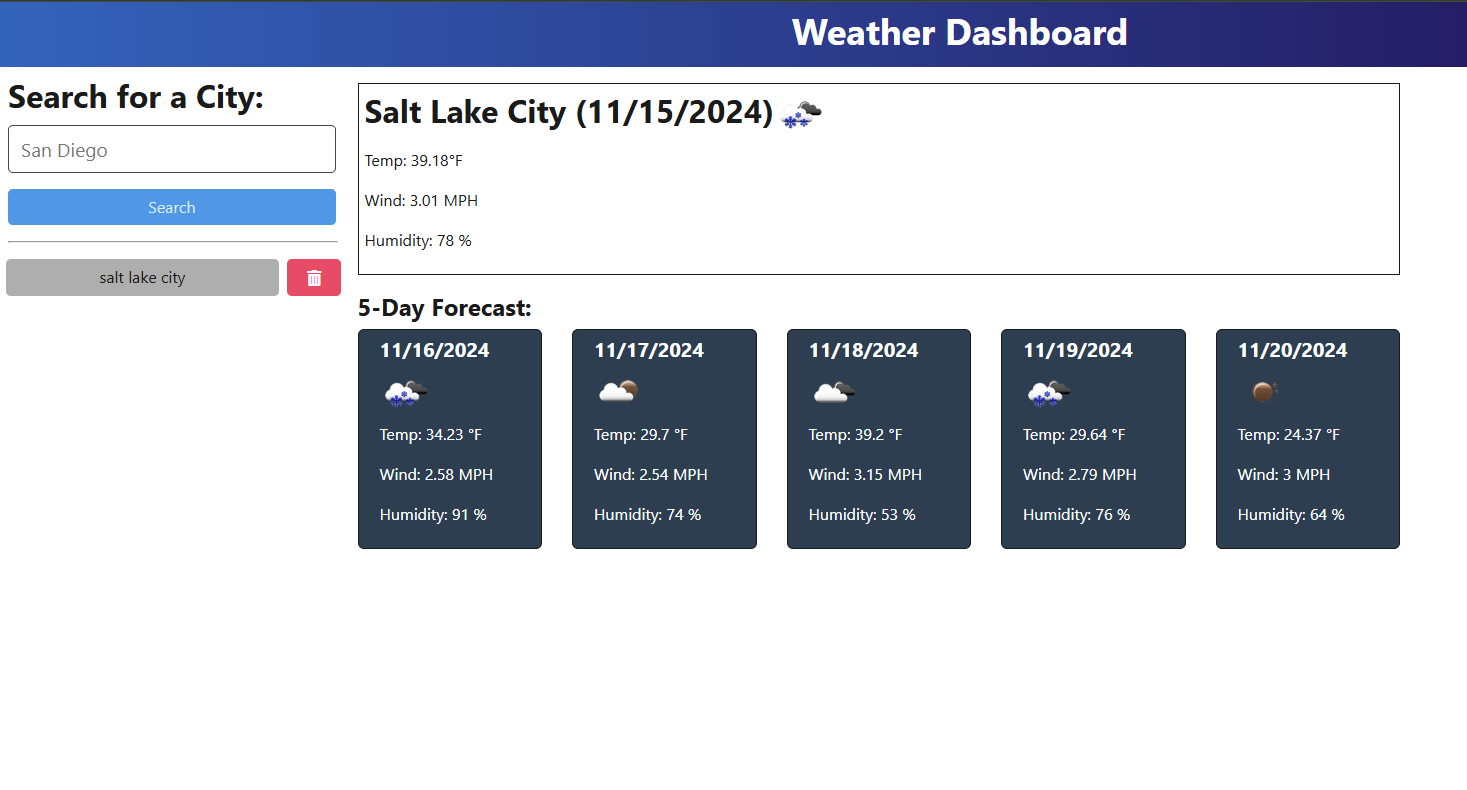 Weather Dashboard
Search for a City:
San Diego
Search
salt lake city
Salt Lake City (11/15/2024)
Temp: 39.18°F
Wind: 3.01 MPH
Humidity: 78 %
5-Day Forecast:
11/16/2024
Temp: 34.23 °F
Wind: 2.58 MPH
Humidity: 91 %
11/17/2024
Temp: 29.7 °F
Wind: 2.54 MPH
Humidity: 74 %
11/18/2024
Temp: 39.2 °F
Wind: 3.15 MPH
Humidity: 53 %
11/19/2024
Temp: 29.64 °F
Wind: 2.79 MPH
Humidity: 76 %
11/20/2024
Temp: 24.37 °F
Wind: 3 MPH
Humidity: 64 %